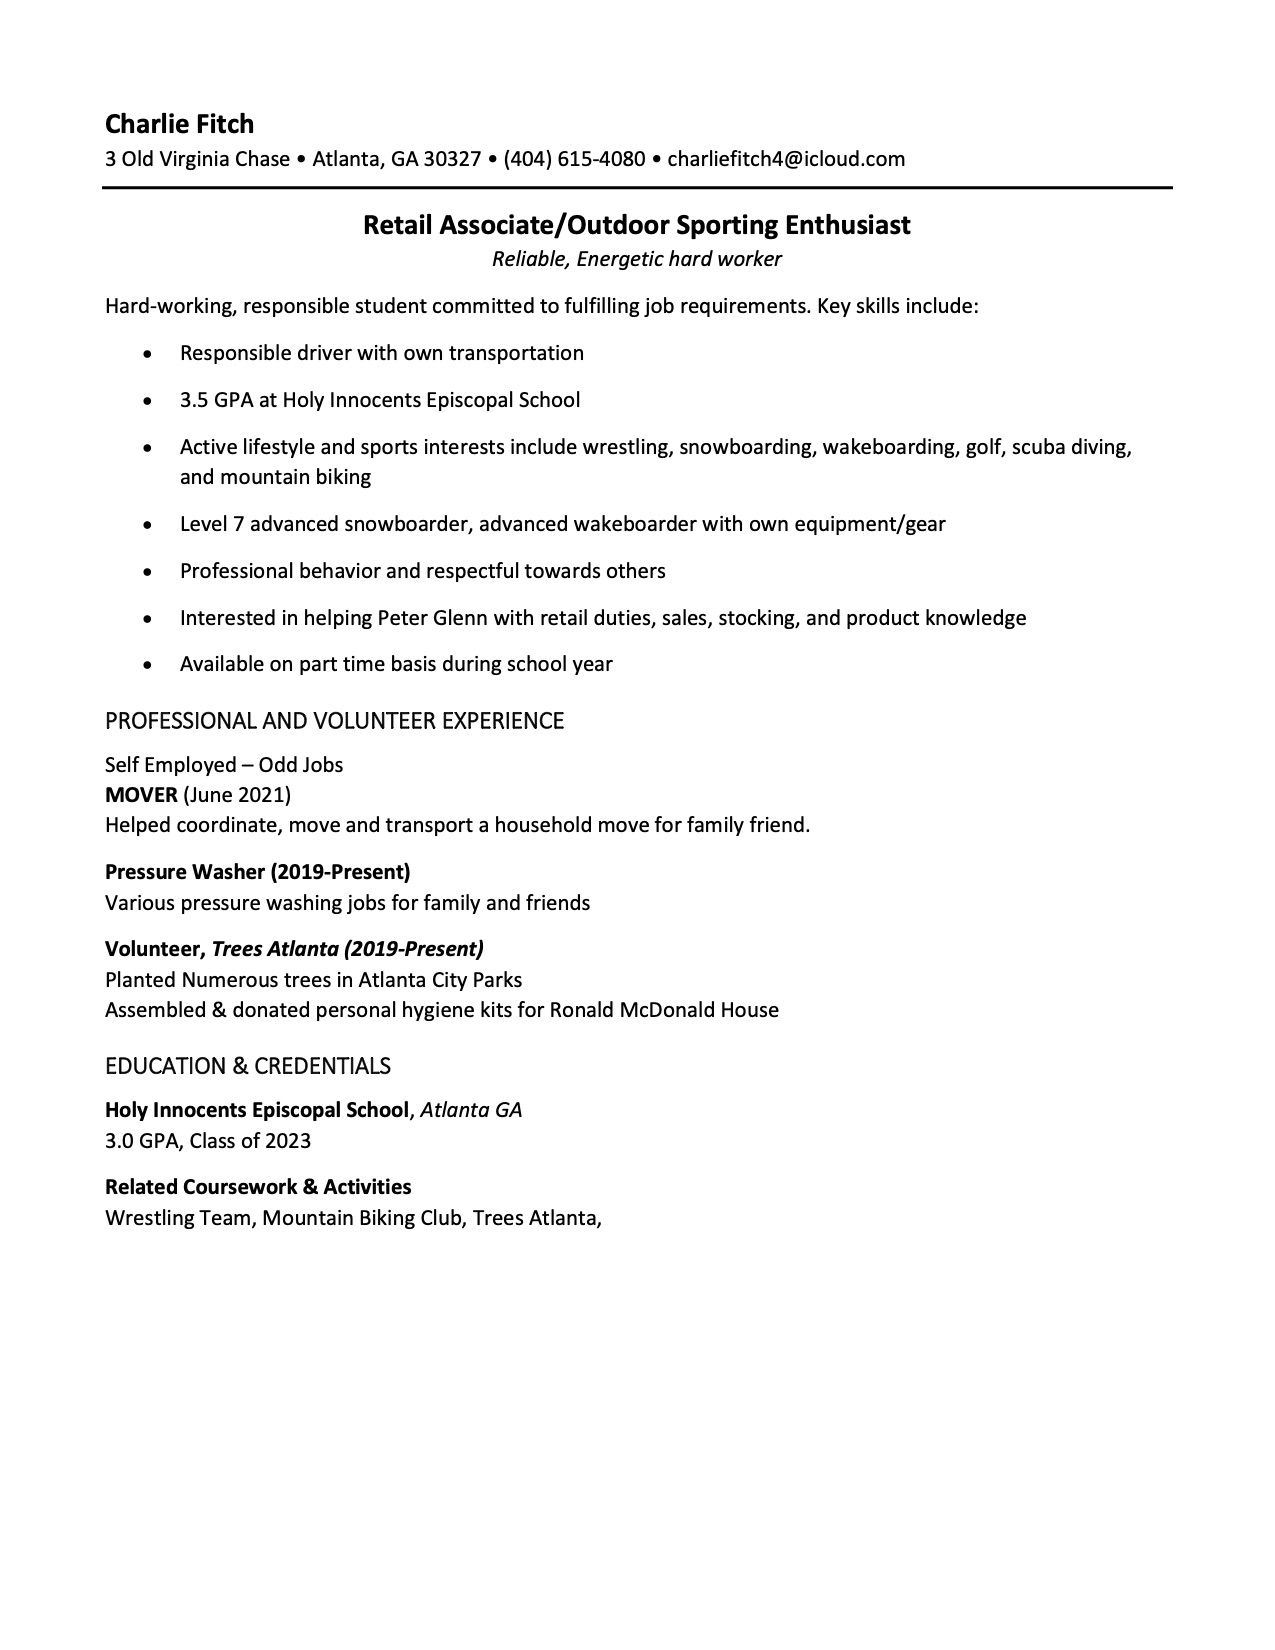 Charlie Fitch
3 Old Virginia Chase • Atlanta, GA 30327 • (404) 615-4080 • charliefitch4@icloud.com
Retail Associate/Outdoor Sporting Enthusiast
Reliable, Energetic hard worker
Hard-working, responsible student committed to fulfilling job requirements. Key skills include:
• Responsible driver with own transportation
• 3.5 GPA at Holy Innocents Episcopal School
• Active lifestyle and sports interests include wrestling, snowboarding, wakeboarding, golf, scuba diving,
and mountain biking
• Level 7 advanced snowboarder, advanced wakeboarder with own equipment/gear
• Professional behavior and respectful towards others
• Interested in helping Peter Glenn with retail duties, sales, stocking, and product knowledge
• Available on part time basis during school year
PROFESSIONAL AND VOLUNTEER EXPERIENCE
Self Employed – Odd Jobs
MOVER (June 2021)
Helped coordinate, move and transport a household move for family friend.
Pressure Washer (2019-Present)
Various pressure washing jobs for family and friends
Volunteer, Trees Atlanta (2019-Present)
Planted Numerous trees in Atlanta City Parks
Assembled & donated personal hygiene kits for Ronald McDonald House
EDUCATION & CREDENTIALS
Holy Innocents Episcopal School, Atlanta GA
3.0 GPA, Class of 2023
Related Coursework & Activities
Wrestling Team, Mountain Biking Club, Trees Atlanta,